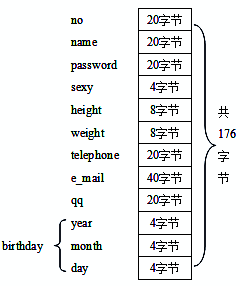 no 20字节
name 20字节
password 20字节
sexy 4字节
height 8字节
weight 8字节
telephone 20字节
e_mail 40字节
qq 20字节
birthday
year 4字节
month 4字节
day 4字节
共
176
字
节